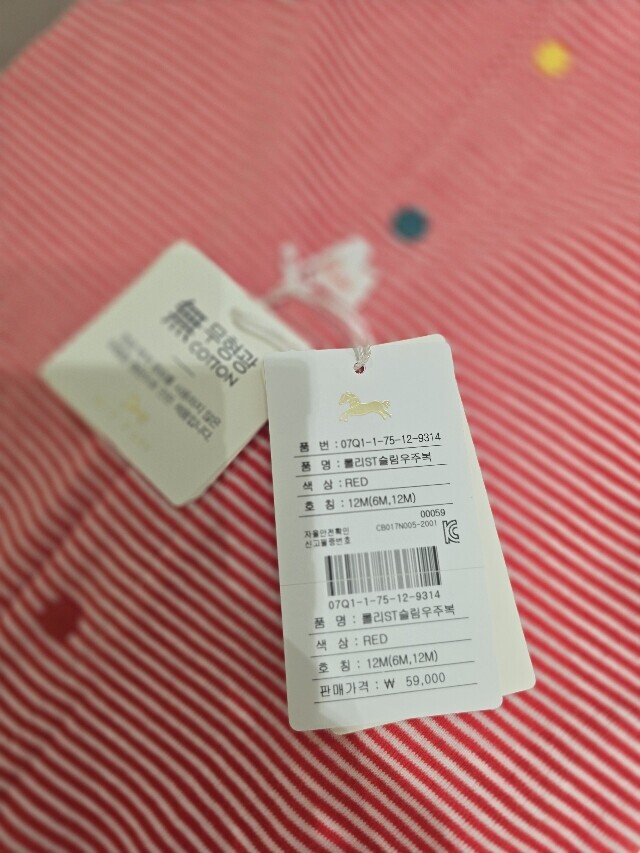 無 무형광
COTTON
품 번 : 07Q1-1-75-12-9314
품 명 : 롤리ST슬림우주복
색 상 : RED
호 칭 : 12M(6M,12M)
00059
자율안전확인 CB017N005-2001
신고필증번호
07Q1-1-75-12-9314
품 명 : 롤리ST슬림우주복
색 상 : RED
호 칭 : 12M(6M,12M)
판매가격 : ₩ 59,000